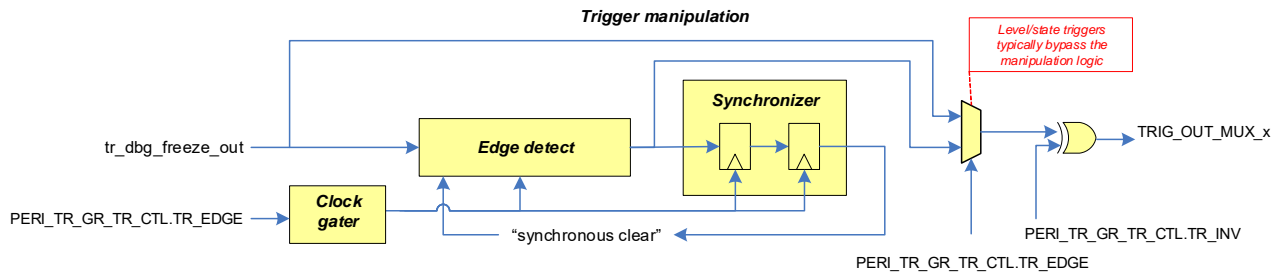 Trigger manipulation
Level/state triggers
typically bypass the
manipulation logic
Synchronizer
tr_dbg_freeze_out
Edge detect
TRIG_OUT_MUX_x
PERI_TR_GR_TR_CTL.TR_EDGE
Clock
gater
“synchronous clear”
PERI_TR_GR_TR_CTL.TR_INV
PERI_TR_GR_TR_CTL.TR_EDGE